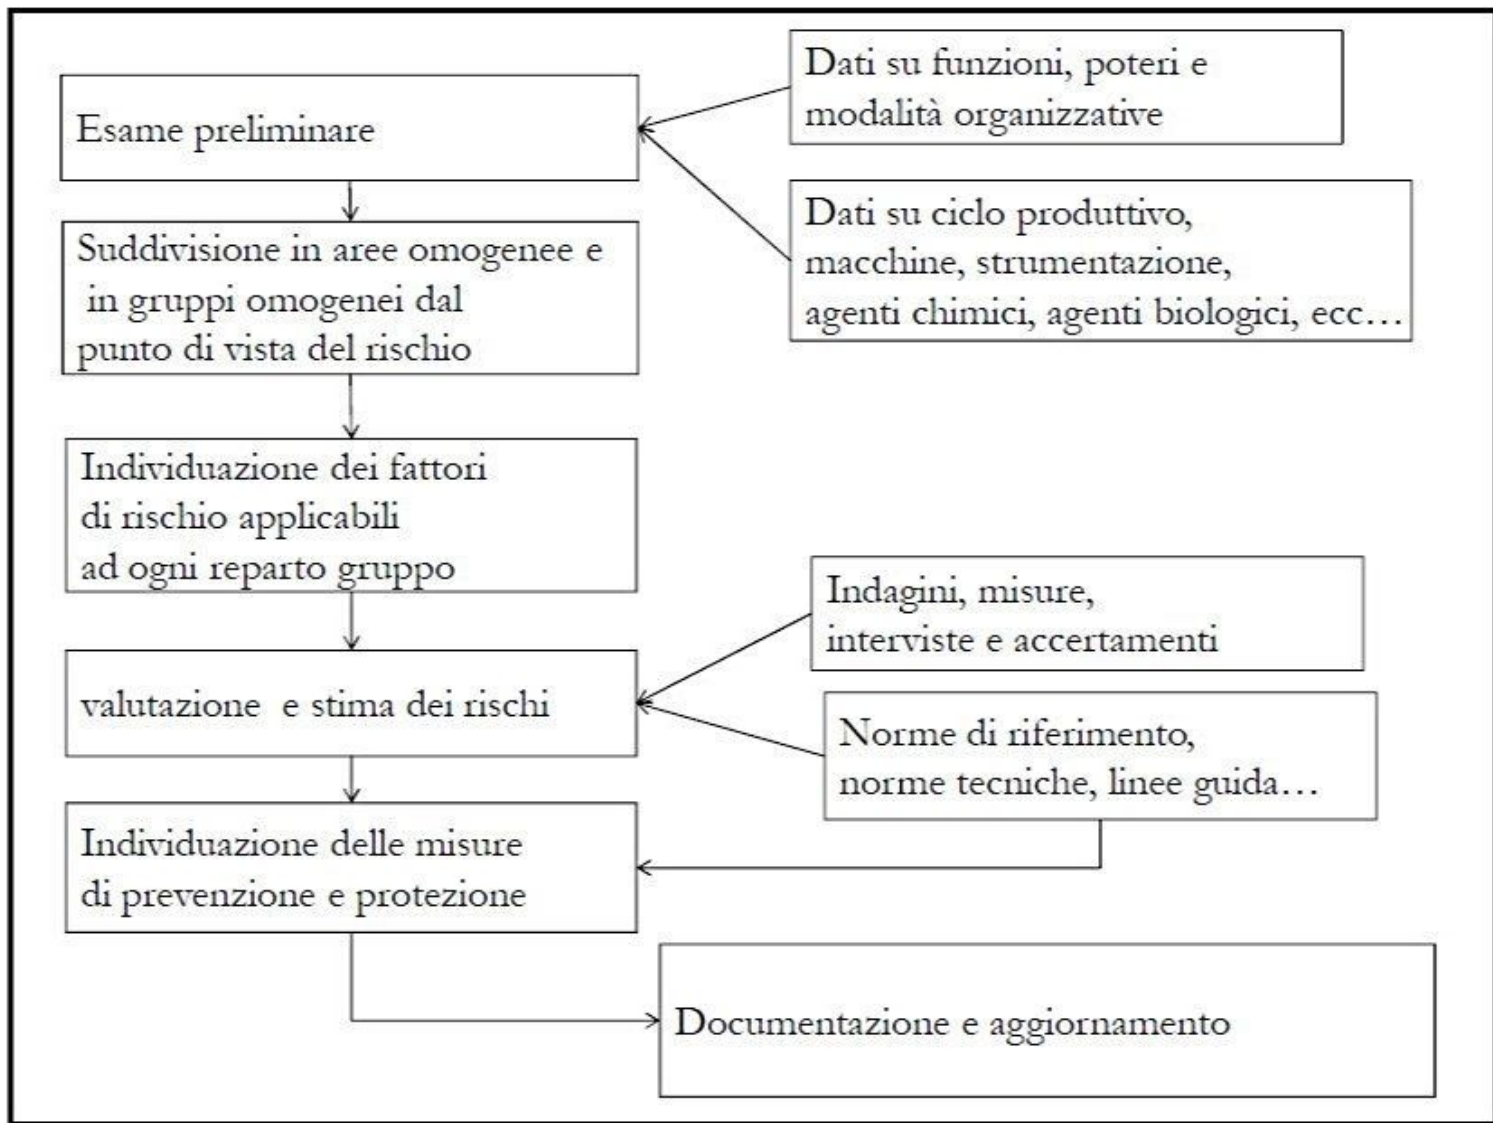 Esame preliminare
Dati su funzioni, poteri e
modalità organizzative
Dati su ciclo produttivo,
macchine, strumentazione,
agenti chimici, agenti biologici, ecc…
Suddivisione in aree omogenee e
in gruppi omogenei dal
punto di vista del rischio
Individuazione dei fattori
di rischio applicabili
ad ogni reparto gruppo
Indagini, misure,
interviste e accertamenti
valutazione e stima dei rischi
Norme di riferimento,
norme tecniche, linee guida…
Individuazione delle misure
di prevenzione e protezione
Documentazione e aggiornamento